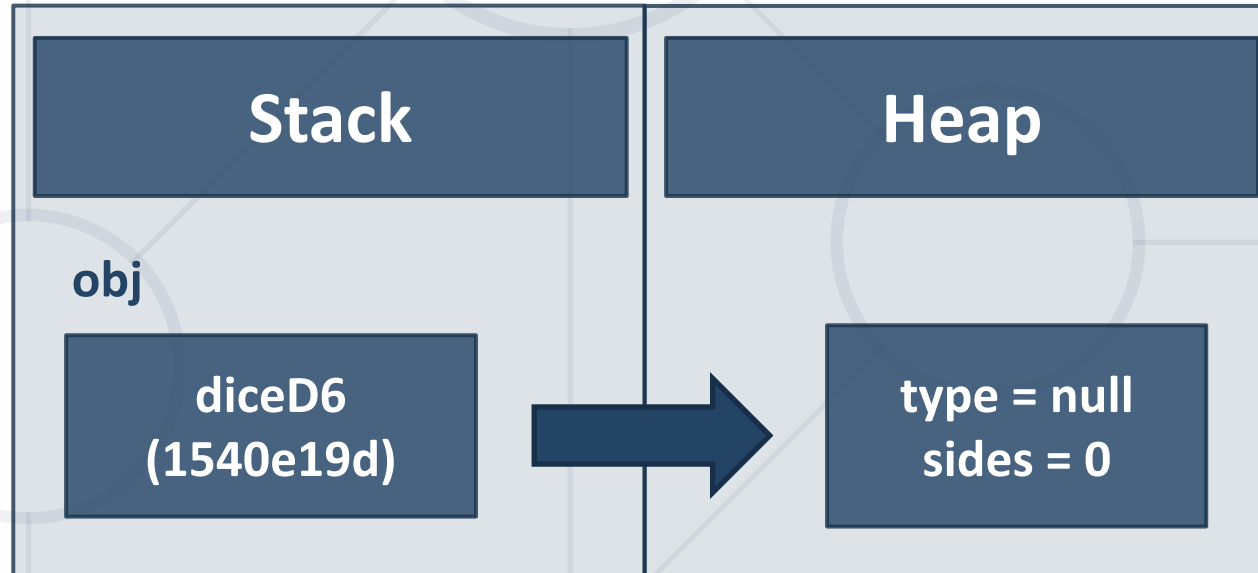 Stack
Heap
obj
diceD6
(1540e19d)
type = null
sides = 0